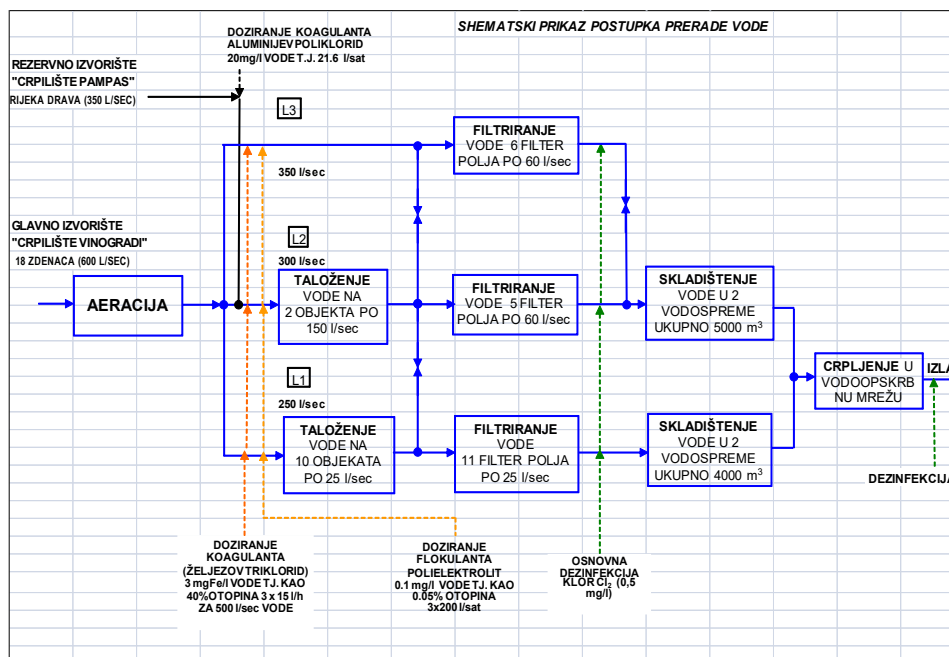 SHEMATSKI PRIKAZ POSTUPKA PRERADE VODE
DOZIRANJE KOAGULANTA
ALUMINIJEV POLIKLORID
20mg/l VODE T.J. 21.6 l/sat
REZERVNO IZVORIŠTE
"CRPILIŠTE PAMPAS"
RIJEKA DRAVA (350 L/SEC)
L3
350 l/sec
FILTRIRANJE
VODE 6 FILTER
POLJA PO 60 l/sec
GLAVNO IZVORIŠTE
"CRPILIŠTE VINOGRADI"
18 ZDENACA (600 L/SEC)
AERACIJA
L2
300 l/sec
TALOŽENJE
VODE NA
2 OBJEKTA PO
150 l/sec
FILTRIRANJE
VODE 5 FILTER
POLJA PO 60 l/sec
SKLADIŠTENJE
VODE U 2
VODOSPREME
UKUPNO 5000 m³
L1
250 l/sec
TALOŽENJE
VODE NA
10 OBJEKATA
PO 25 l/sec
FILTRIRANJE
VODE
11 FILTER POLJA
PO 25 l/sec
SKLADIŠTENJE
VODE U 2
VODOSPREME
UKUPNO 4000 m³
CRPLJENJE U
VODOOPSKRB
NU MREŽU
IZLA
DEZINFEKCIJA
DOZIRANJE
KOAGULANTA
(ŽELJEZOV TRIKLORID)
3 mgFe/l VODE TJ. KAO
40%OTOPINA 3 x 15 l/h
ZA 500 l/sec VODE
DOZIRANJE
FLOKULANTA
POLIELEKTROLIT
0.1 mg/l VODE TJ. KAO
0.05% OTOPINA
3x200 l/sat
OSNOVNA
DEZINFEKCIJA
KLOR Cl₂ (0,5
mg/l)